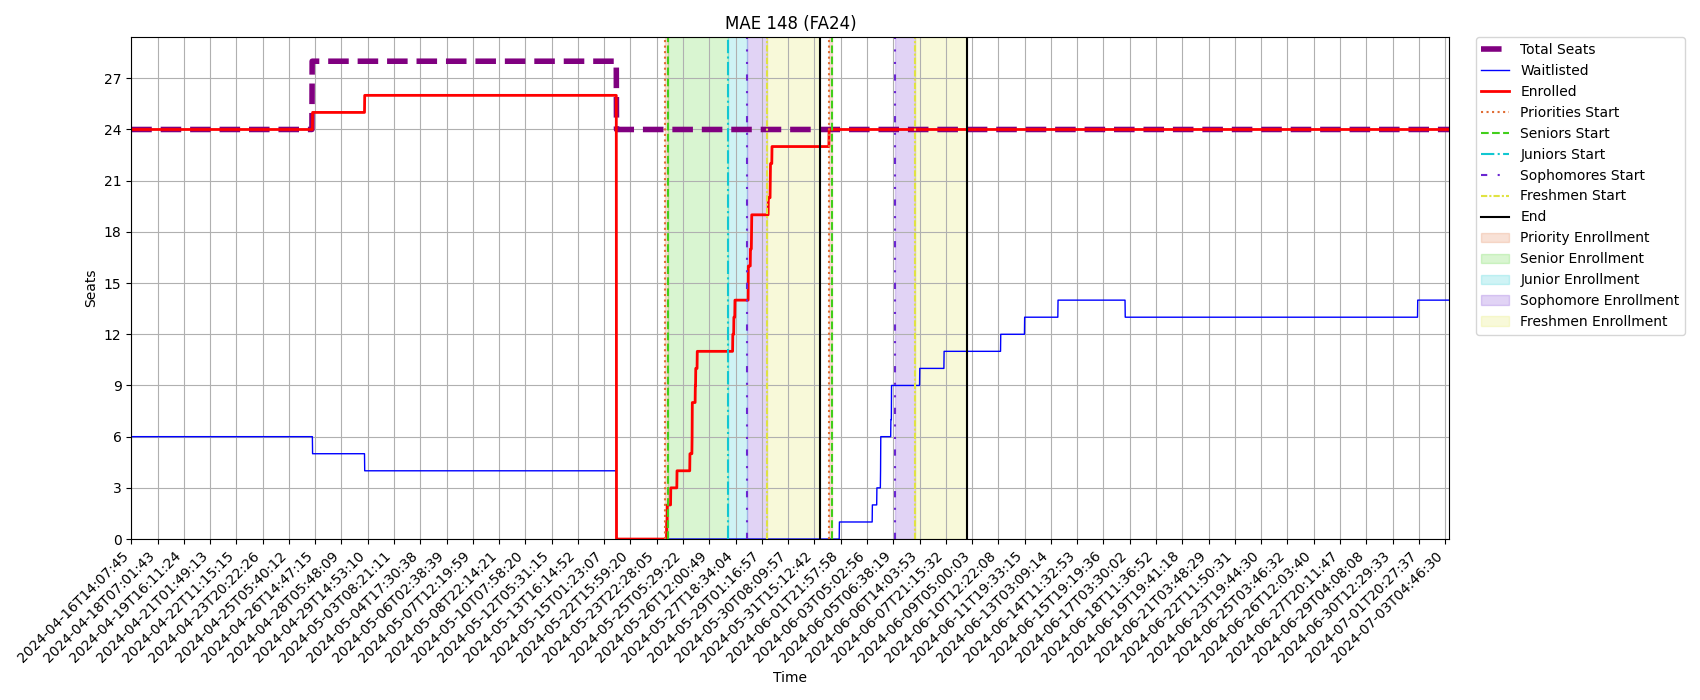 MAE 148 (FA24)
Seats
27
24
21
18
15
12
9
6
3
0
2024-04-16T14:07:45
2024-04-18T07:01:43
2024-04-19T16:11:24
2024-04-21T01:49:13
2024-04-22T11:15:15
2024-04-23T20:22:26
2024-04-25T05:40:12
2024-04-26T14:47:15
2024-04-28T05:48:09
2024-04-29T14:53:10
2024-05-03T08:21:11
2024-05-04T17:30:38
2024-05-06T02:38:39
2024-05-07T12:19:59
2024-05-08T22:14:21
2024-05-10T07:58:20
2024-05-12T05:31:15
2024-05-13T16:14:52
2024-05-15T01:23:07
2024-05-22T15:59:20
2024-05-23T22:28:05
2024-05-25T05:29:22
2024-05-26T12:00:49
2024-05-27T18:34:04
2024-05-29T01:16:57
2024-05-30T08:09:57
2024-05-31T15:12:42
2024-06-01T21:57:58
2024-06-03T05:02:56
2024-06-05T06:38:19
2024-06-06T14:03:53
2024-06-07T21:15:32
2024-06-09T05:00:03
2024-06-10T12:22:08
2024-06-11T19:33:15
2024-06-13T03:09:14
2024-06-14T11:32:53
2024-06-15T19:19:36
2024-06-17T03:30:02
2024-06-18T11:36:52
2024-06-19T19:41:18
2024-06-21T03:48:29
2024-06-22T11:50:31
2024-06-23T19:44:30
2024-06-25T03:46:32
2024-06-26T12:03:40
2024-06-27T20:11:47
2024-06-29T04:08:08
2024-06-30T12:29:33
2024-07-01T20:27:37
2024-07-03T04:46:30
Time
Total Seats
Waitlisted
Enrolled
Priorities Start
Seniors Start
Juniors Start
Sophomores Start
Freshmen Start
End
Priority Enrollment
Senior Enrollment
Junior Enrollment
Sophomore Enrollment
Freshmen Enrollment